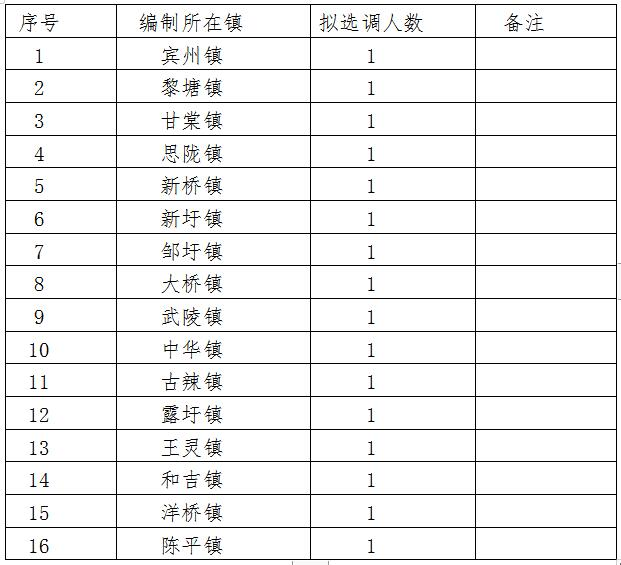 序号 编制所在镇 拟选调人数 备注
1 宾州镇 1
2 黎塘镇 1
3 甘棠镇 1
4 思陇镇 1
5 新桥镇 1
6 新圩镇 1
7 邹圩镇 1
8 大桥镇 1
9 武陵镇 1
10 中华镇 1
11 古辣镇 1
12 露圩镇 1
13 王灵镇 1
14 和吉镇 1
15 洋桥镇 1
16 陈平镇 1